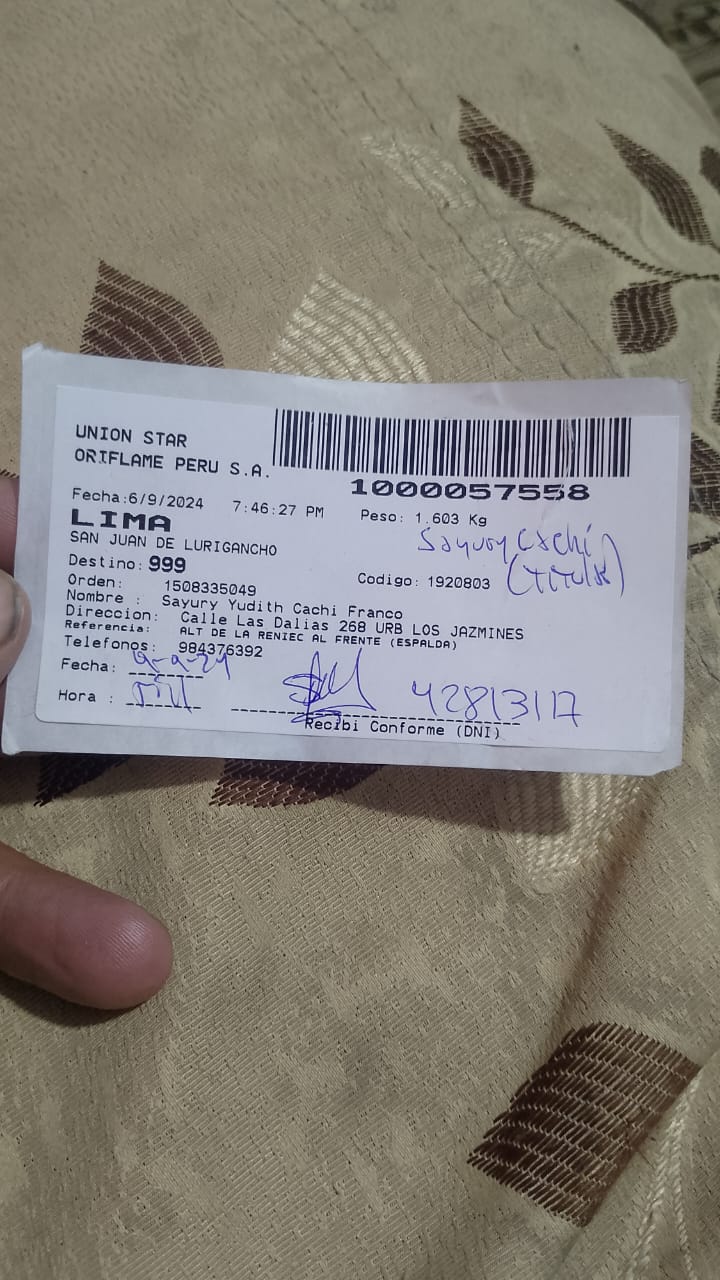 UNION STAR
ORIFLAME PERU S.A.
1000057558
Fecha:6/9/2024 7:46:27 PM Peso: 1.603 Kg
LIMA
SAN JUAN DE LURIGANCHO
Sayury Cachi
(titular)
Destino: 999
Orden: 1508335049 Codigo: 1920803
Nombre : Sayury Yudith Cachi Franco
Direccion: Calle Las Dalias 268 URB LOS JAZMINES
Referencia: ALT DE LA RENIEC AL FRENTE (ESPALDA)
Telefonos: 984376392
Fecha: 9-9-24
Hora : 42813117
Recibi Conforme (DNI)